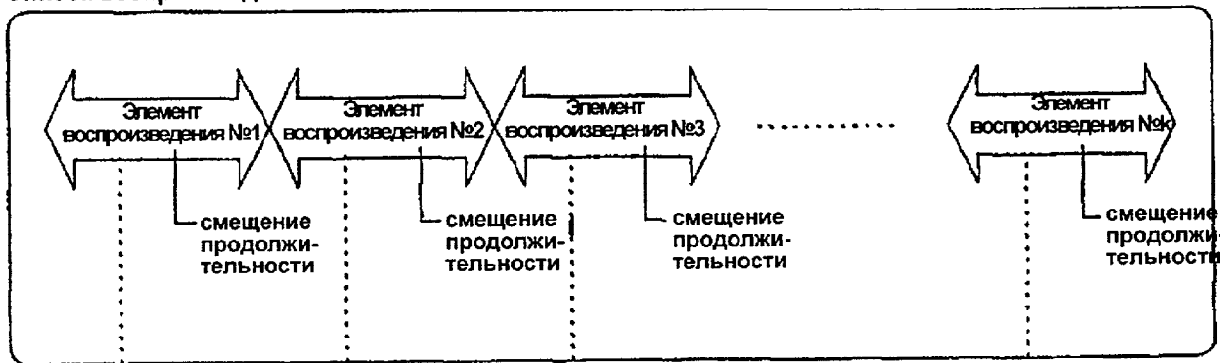 Элемент
воспроизведения №1
Элемент
воспроизведения №2
Элемент
воспроизведения №3
Элемент
воспроизведения №k
смещение
продолжи-
тельности
смещение
продолжи-
тельности
смещение
продолжи-
тельности
смещение
продолжи-
тельности